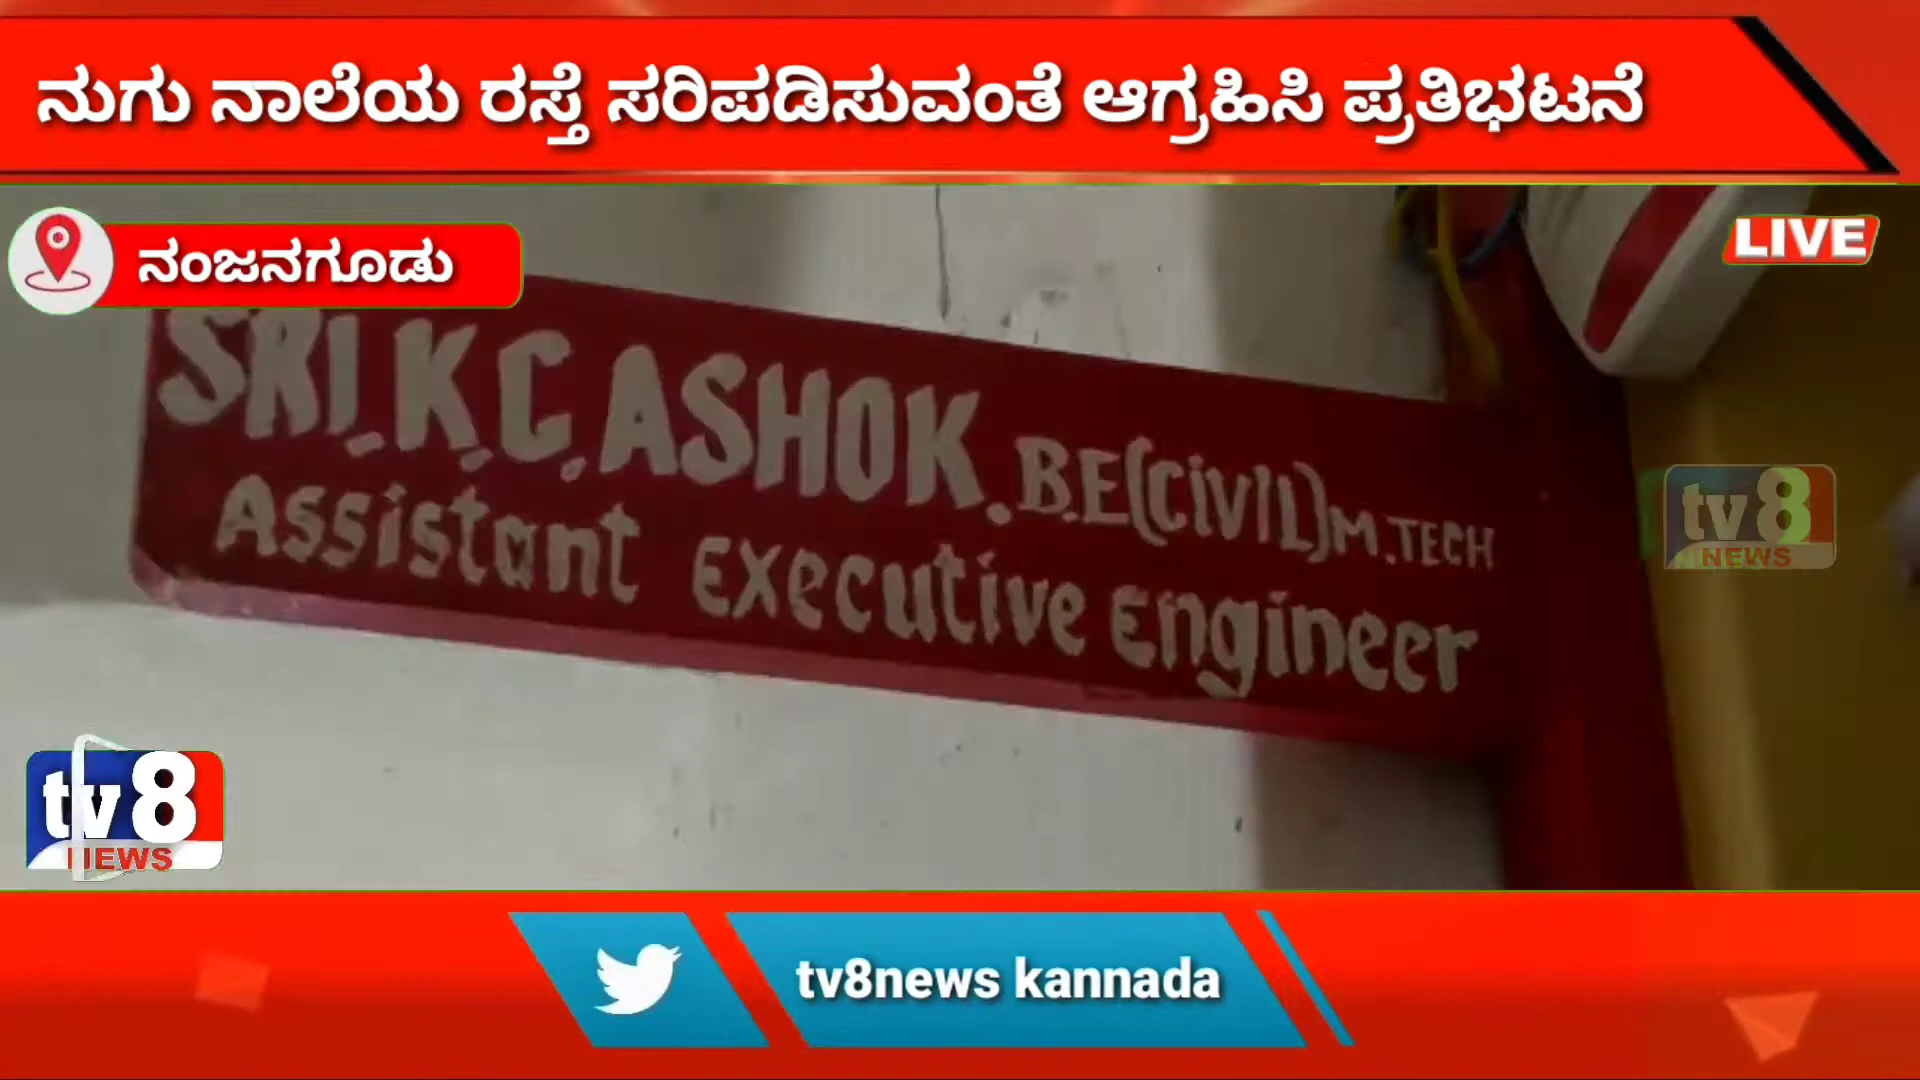 ನುಗು ನಾಲೆಯ ರಸ್ತೆ ಸರಿಪಡಿಸುವಂತೆ ಆಗ್ರಹಿಸಿ ಪ್ರತಿಭಟನೆ
ನಂಜನಗೂಡು
LIVE
SRI.K.C.ASHOK.B.E(CiVIL)M.TECH
Assistant Executive Engineer
tv8
NEWS
tv8
NEWS
tv8news kannada